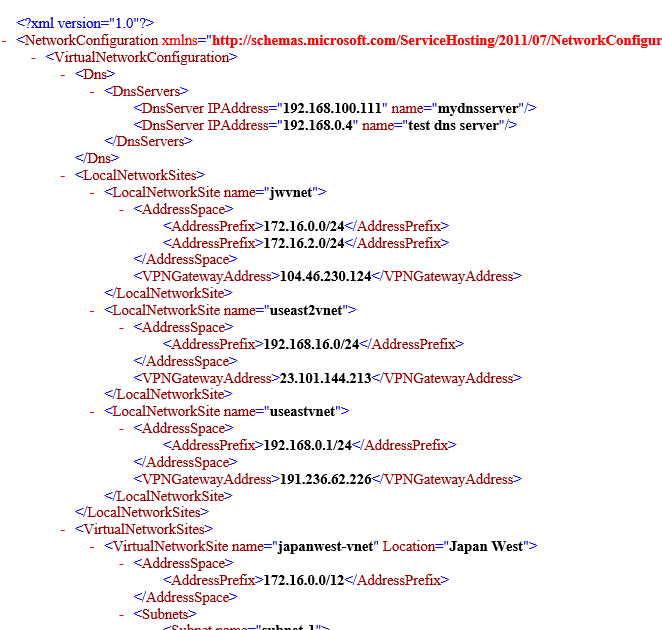 <?xml version="1.0"?>
- <NetworkConfiguration xmlns="http://schemas.microsoft.com/ServiceHosting/2011/07/NetworkConfigur
- <VirtualNetworkConfiguration>
- <Dns>
- <DnsServers>
<DnsServer IPAddress="192.168.100.111" name="mydnsserver"/>
<DnsServer IPAddress="192.168.0.4" name="test dns server"/>
</DnsServers>
</Dns>
- <LocalNetworkSites>
- <LocalNetworkSite name="jwvnet">
- <AddressSpace>
<AddressPrefix>172.16.0.0/24</AddressPrefix>
<AddressPrefix>172.16.2.0/24</AddressPrefix>
</AddressSpace>
<VPNGatewayAddress>104.46.230.124</VPNGatewayAddress>
</LocalNetworkSite>
- <LocalNetworkSite name="useast2vnet">
- <AddressSpace>
<AddressPrefix>192.168.16.0/24</AddressPrefix>
</AddressSpace>
<VPNGatewayAddress>23.101.144.213</VPNGatewayAddress>
</LocalNetworkSite>
- <LocalNetworkSite name="useastvnet">
- <AddressSpace>
<AddressPrefix>192.168.0.1/24</AddressPrefix>
</AddressSpace>
<VPNGatewayAddress>191.236.62.226</VPNGatewayAddress>
</LocalNetworkSite>
</LocalNetworkSites>
- <VirtualNetworkSites>
- <VirtualNetworkSite name="japanwest-vnet" Location="Japan West">
- <AddressSpace>
<AddressPrefix>172.16.0.0/12</AddressPrefix>
</AddressSpace>
- <Subnets>
<Subnet name="subnet-1">